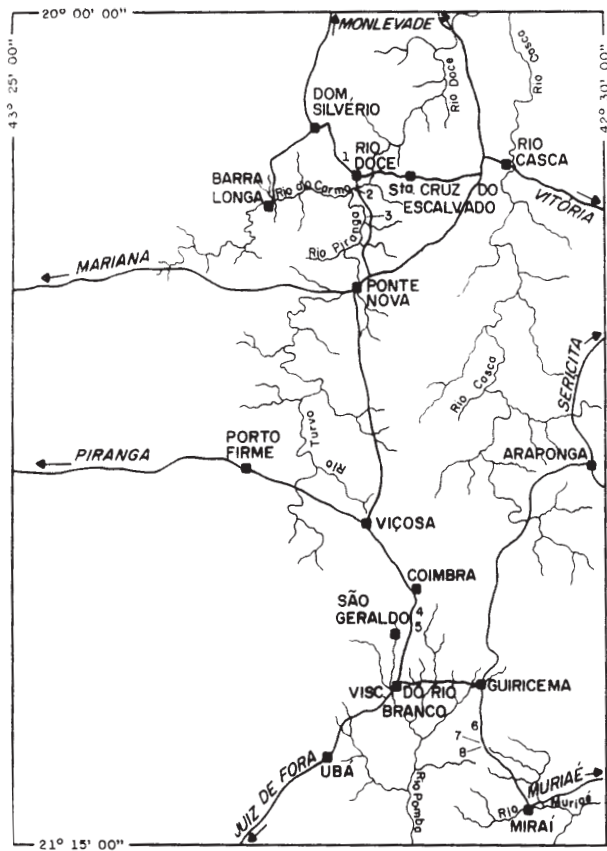 20° 00' 00"
43° 25' 00"
42° 30' 00"
MONLEVADE
Rio Doce
Rio Casca
Rio Casca
DOM
SILVÉRIO
1
RIO
DOCE
RIO
CASCA
BARRA
LONGA
Rio do Carmo
2
Sta. CRUZ DO
ESCALVADO
VITÓRIA
3
Rio Piranga
MARIANA
PONTE
NOVA
Rio Casca
SERICITA
Rio Turvo
PIRANGA
PORTO
FIRME
ARAPONGA
VIÇOSA
COIMBRA
SÃO
GERALDO
4
5
VISC. DO RIO
BRANCO
GUIRICEMA
6
7
8
UBÁ
JUIZ DE FORA
Rio Pomba
MURIAÉ
Rio Muriaé
MIRAÍ
21° 15' 00"